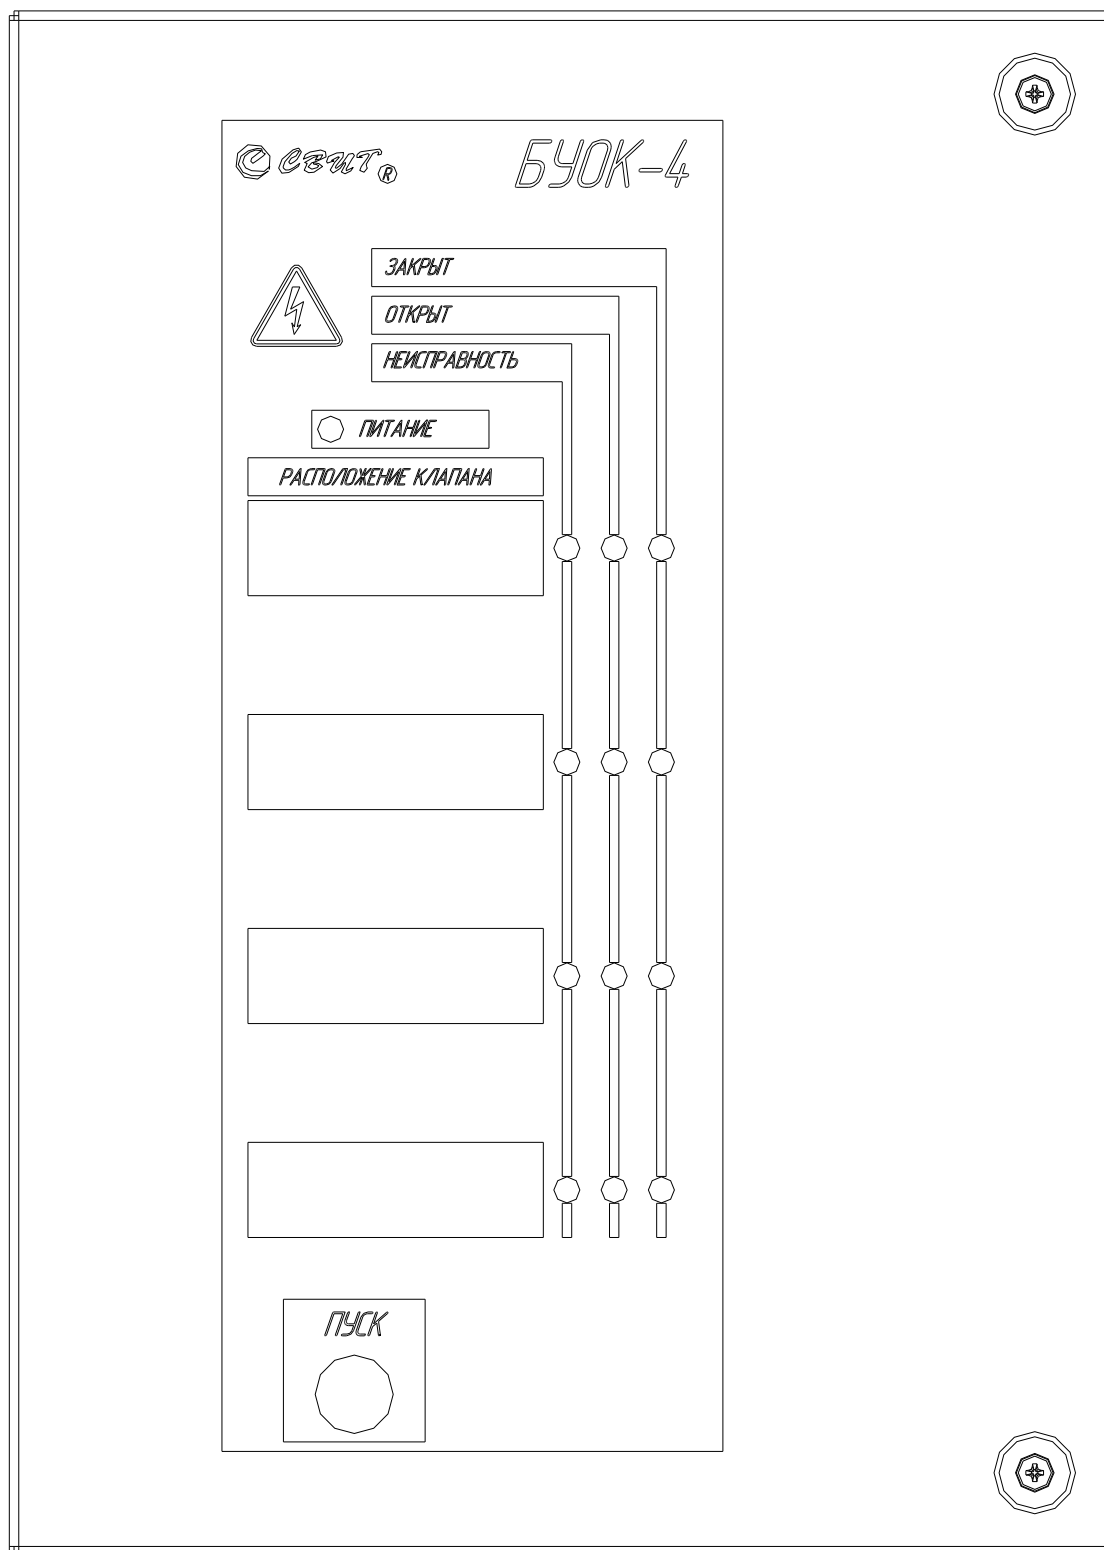 СВИТ ® БУОК-4
ЗАКРЫТ
ОТКРЫТ
НЕИСПРАВНОСТЬ
ПИТАНИЕ
РАСПОЛОЖЕНИЕ КЛАПАНА
ПУСК